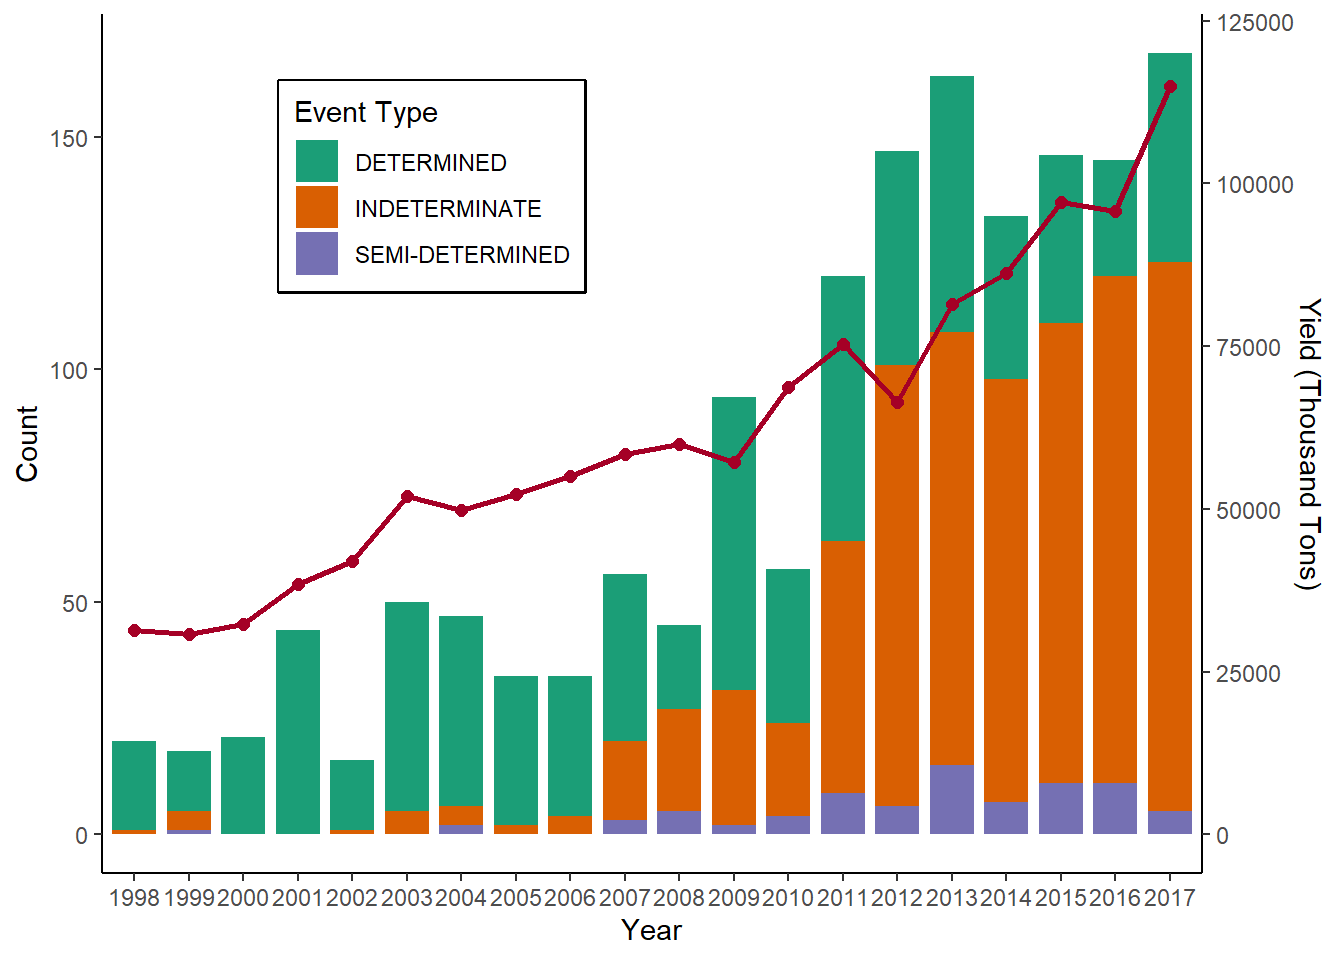 125000
Event Type
DETERMINED
INDETERMINATE
SEMI-DETERMINED
150
100
50
0
Count
100000
75000
50000
25000
0
Yield (Thousand Tons)
1998 1999 2000 2001 2002 2003 2004 2005 2006 2007 2008 2009 2010 2011 2012 2013 2014 2015 2016 2017
Year